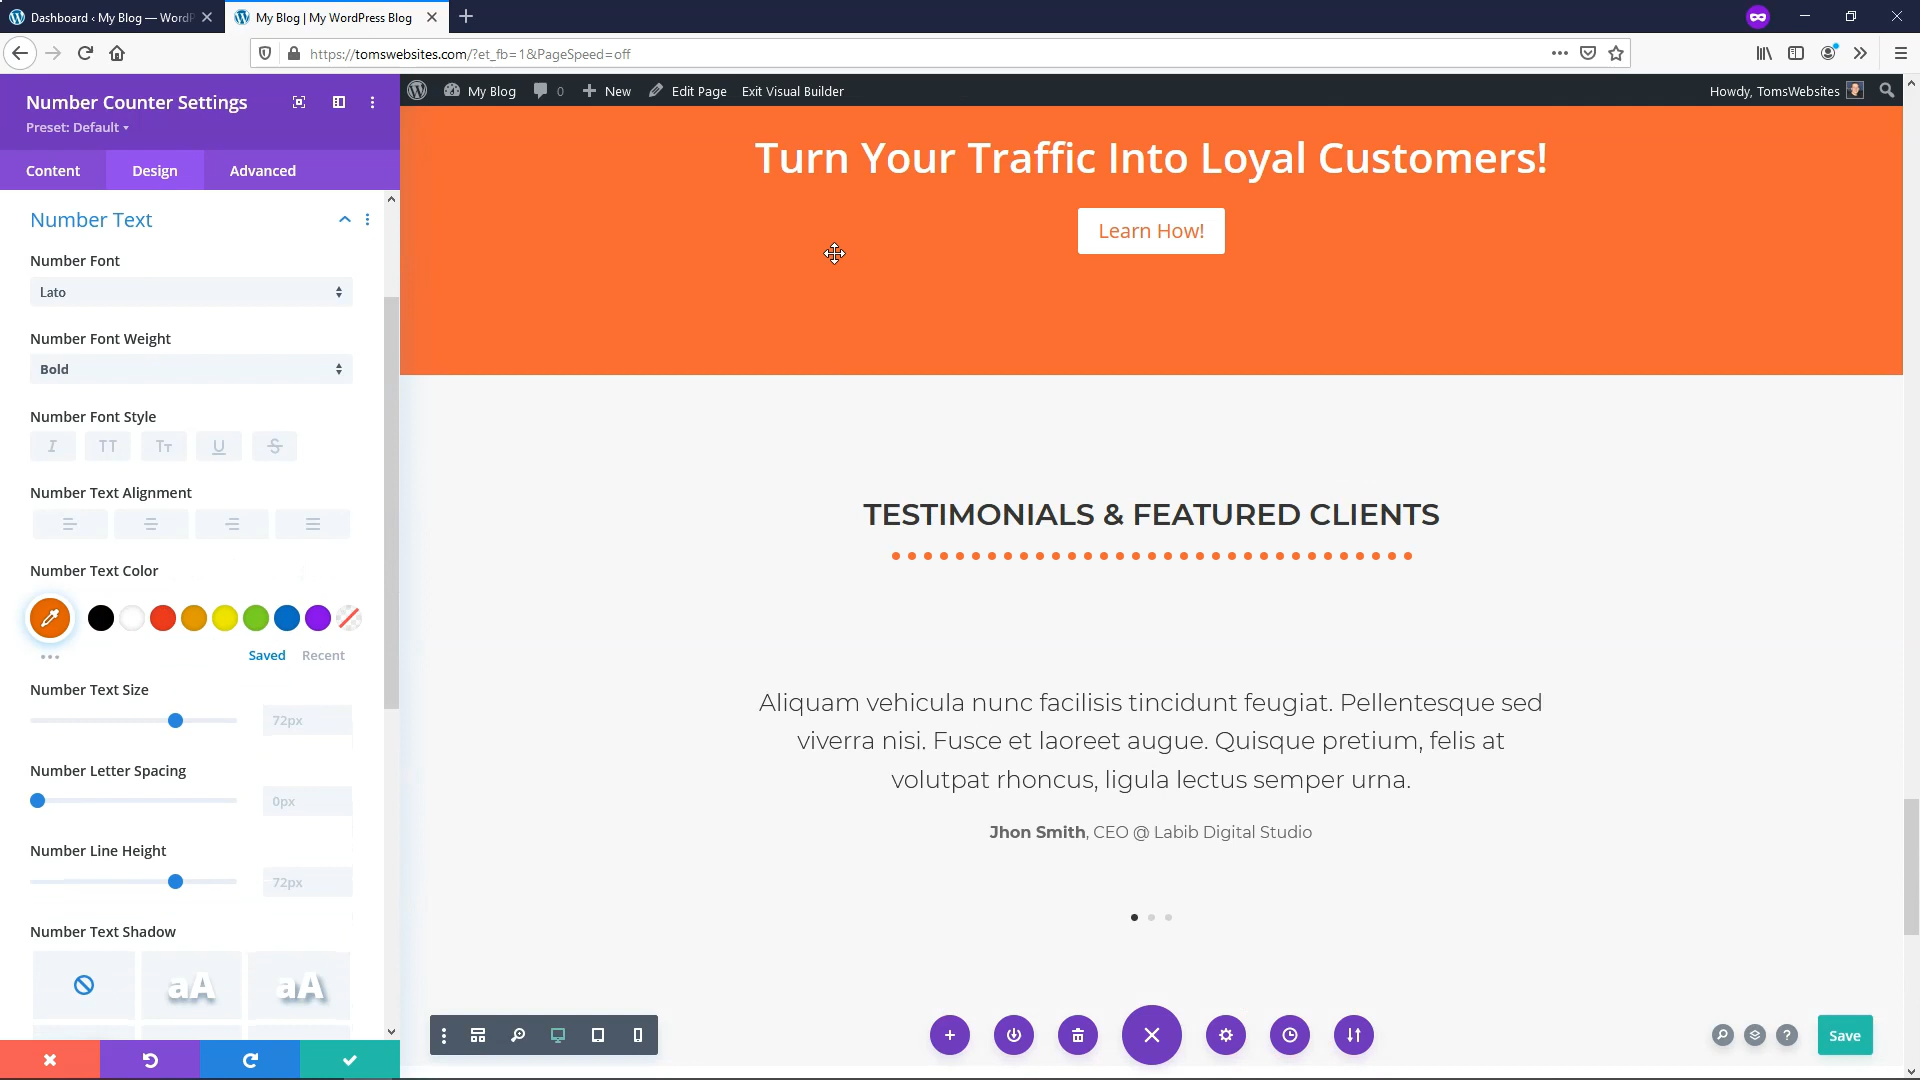 Dashboard ‹ My Blog — WordP
My Blog | My WordPress Blog
https://tomswebsites.com/?et_fb=1&PageSpeed=off
Number Counter Settings
Preset: Default
Content
Design
Advanced
My Blog
0
New
Edit Page
Exit Visual Builder
Howdy, TomsWebsites
Number Text
Number Font
Lato
Number Font Weight
Bold
Number Font Style
I
TT
TT
U
S
Number Text Alignment
Number Text Color
Saved
Recent
Number Text Size
72px
Number Letter Spacing
0px
Number Line Height
72px
Number Text Shadow
aA
aA
Turn Your Traffic Into Loyal Customers!
Learn How!
TESTIMONIALS & FEATURED CLIENTS
Aliquam vehicula nunc facilisis tincidunt feugiat. Pellentesque sed
viverra nisi. Fusce et laoreet augue. Quisque pretium, felis at
volutpat rhoncus, ligula lectus semper urna.
Jhon Smith, CEO @ Labib Digital Studio
?
Save